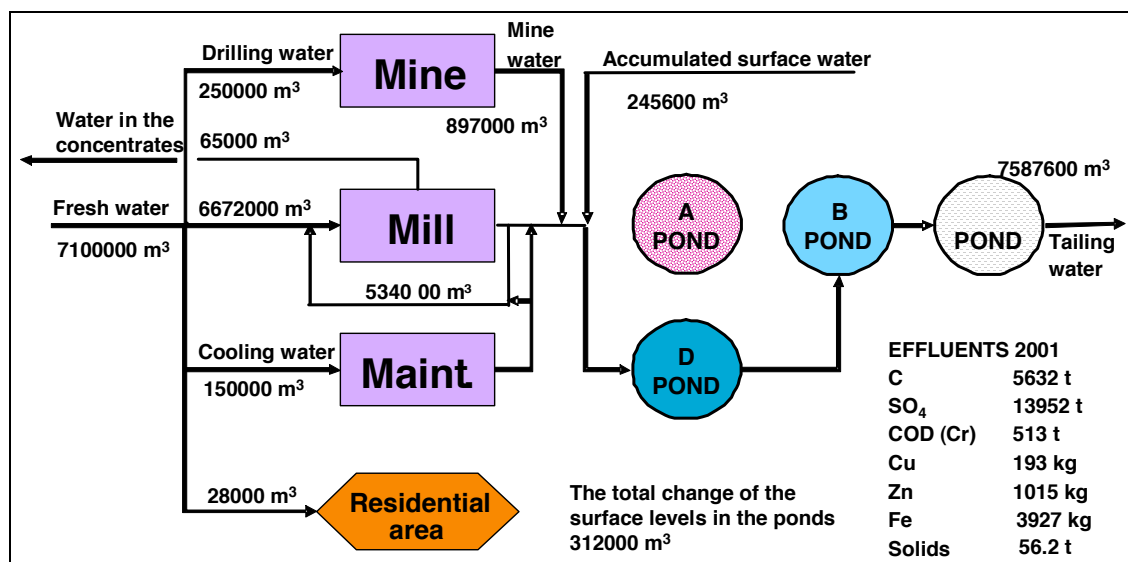 Drilling water
250000 m³
Mine
Mine
water
897000 m³
Accumulated surface water
245600 m³
Water in the
concentrates
65000 m³
Fresh water
7100000 m³
6672000 m³
Mill
5340 00 m³
A
POND
B
POND
POND
7587600 m³
Tailing
water
Cooling water
150000 m³
Maint.
D
POND
28000 m³
Residential
area
The total change of the
surface levels in the ponds
312000 m³
EFFLUENTS 2001
C 5632 t
SO₄ 13952 t
COD (Cr) 513 t
Cu 193 kg
Zn 1015 kg
Fe 3927 kg
Solids 56.2 t